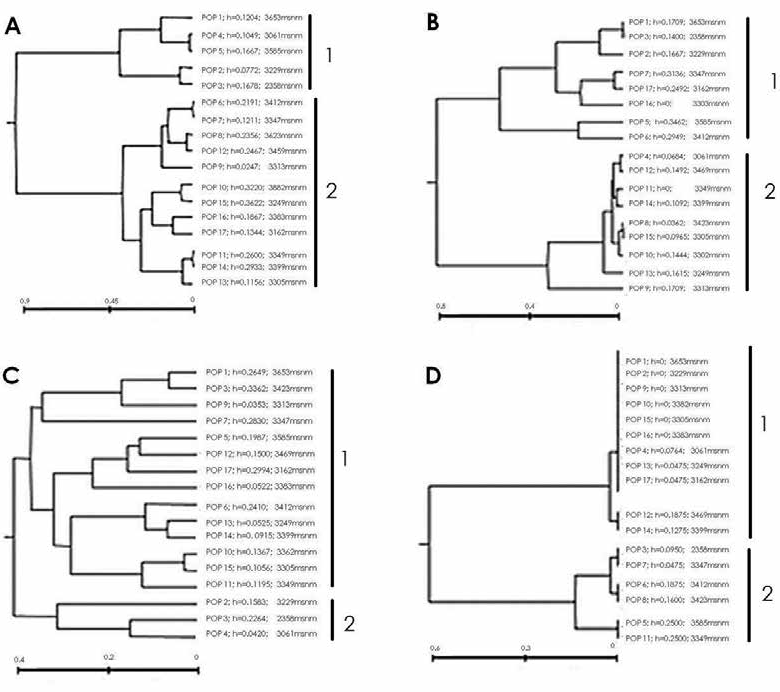 A
POP 1; h=0.1204; 3653msnm
POP 4; h=0.1049; 3061msnm
POP 5; h=0.1667; 3585msnm
POP 2; h=0.0772; 3229msnm
POP 3; h=0.1678; 2358msnm
1
POP 6; h=0.2191; 3412msnm
POP 7; h=0.1211; 3347msnm
POP 8; h=0.2356; 3623msnm
POP 12; h=0.2467; 3459msnm
POP 9; h=0.0247; 3313msnm
POP 10; h=0.3220; 3882msnm
POP 15; h=0.3622; 3249msnm
POP 16; h=0.1867; 3383msnm
POP 17; h=0.1344; 3162msnm
POP 11; h=0.2600; 3349msnm
POP 14; h=0.2933; 3399msnm
POP 13; h=0.1156; 3305msnm
2
0.9 0.45 0
B
POP 1; h=0.1709; 3653msnm
POP 3; h=0.1400; 2358msnm
POP 2; h=0.1667; 3229msnm
POP 7; h=0.3136; 3347msnm
POP 17; h=0.2492; 3162msnm
POP 16; h=0; 3303msnm
POP 5; h=0.3462; 3585msnm
POP 6; h=0.2949; 3412msnm
1
POP 4; h=0.0684; 3061msnm
POP 12; h=0.1492; 3469msnm
POP 11; h=0; 3349msnm
POP 14; h=0.1092; 3399msnm
POP 8; h=0.0362; 3423msnm
POP 15; h=0.0965; 3305msnm
POP 10; h=0.1444; 3302msnm
POP 13; h=0.1615; 3249msnm
POP 9; h=0.1709; 3313msnm
2
0.8 0.4 0
C
POP 1; h=0.2649; 3653msnm
POP 3; h=0.3362; 3423msnm
POP 9; h=0.0353; 3313msnm
POP 7; h=0.2830; 3347msnm
POP 5; h=0.1987; 3585msnm
POP 12; h=0.1500; 3469msnm
POP 17; h=0.2994; 3162msnm
POP 16; h=0.0522; 3383msnm
POP 6; h=0.2410; 3412msnm
POP 13; h=0.0525; 3249msnm
POP 14; h= 0.0915; 3399msnm
POP 10; h=0.1367; 3362msnm
POP 15; h=0.1056; 3305msnm
POP 11; h=0.1195; 3349msnm
1
POP 2; h=0.1583; 3229msnm
POP 3; h=0.2264; 2358msnm
POP 4; h=0.0420; 3061msnm
2
0.4 0.2 0
D
POP 1; h=0; 3653msnm
POP 2; h=0; 3229msnm
POP 9; h=0; 3313msnm
POP 10; h=0; 3382msnm
POP 15; h=0; 3305msnm
POP 16; h=0; 3383msnm
POP 4; h=0.0764; 3061msnm
POP 13; h=0.0475; 3249msnm
POP 17; h=0.0475; 3162msnm
POP 12; h=0.1875; 3469msnm
POP 14; h=0.1275; 3399msnm
1
POP 3; h=0.0950; 2358msnm
POP 7; h=0.0475; 3347msnm
POP 6; h=0.1875; 3412msnm
POP 8; h=0.1600; 3423msnm
POP 5; h=0.2500; 3585msnm
POP 11; h=0.2500; 3349msnm
2
0.6 0.2 0